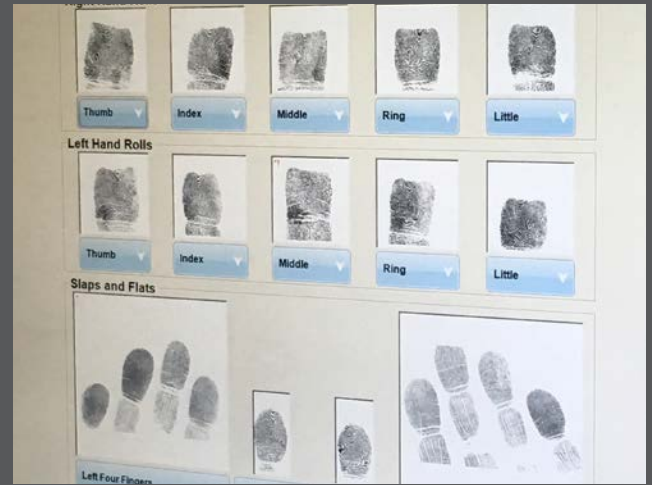 Thumb Index Middle Ring Little
Left Hand Rolls
Thumb Index Middle Ring Little
Slaps and Flats
Left Four Fingers